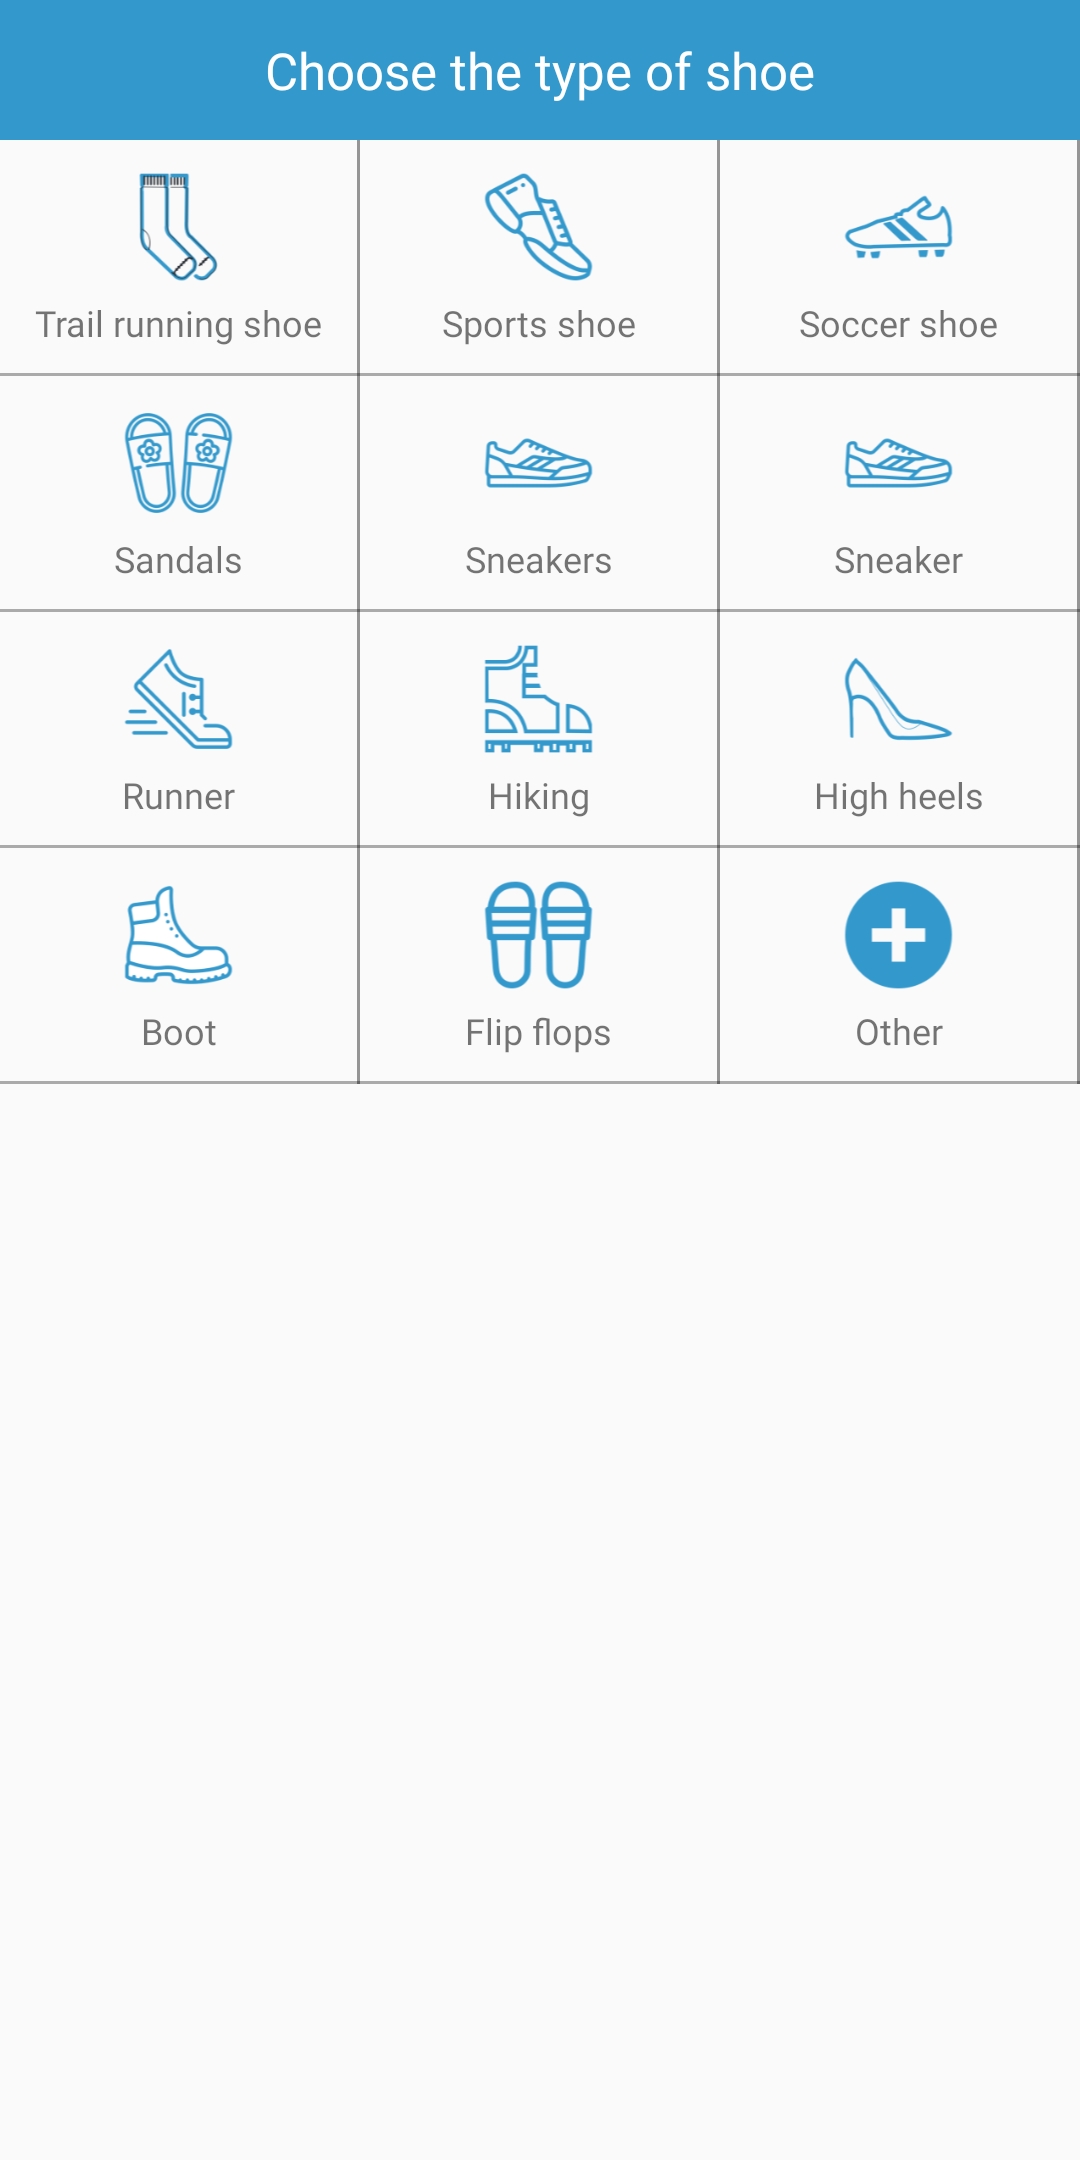 Choose the type of shoe
Trail running shoe
Sports shoe
Soccer shoe
Sandals
Sneakers
Sneaker
Runner
Hiking
High heels
Boot
Flip flops
Other